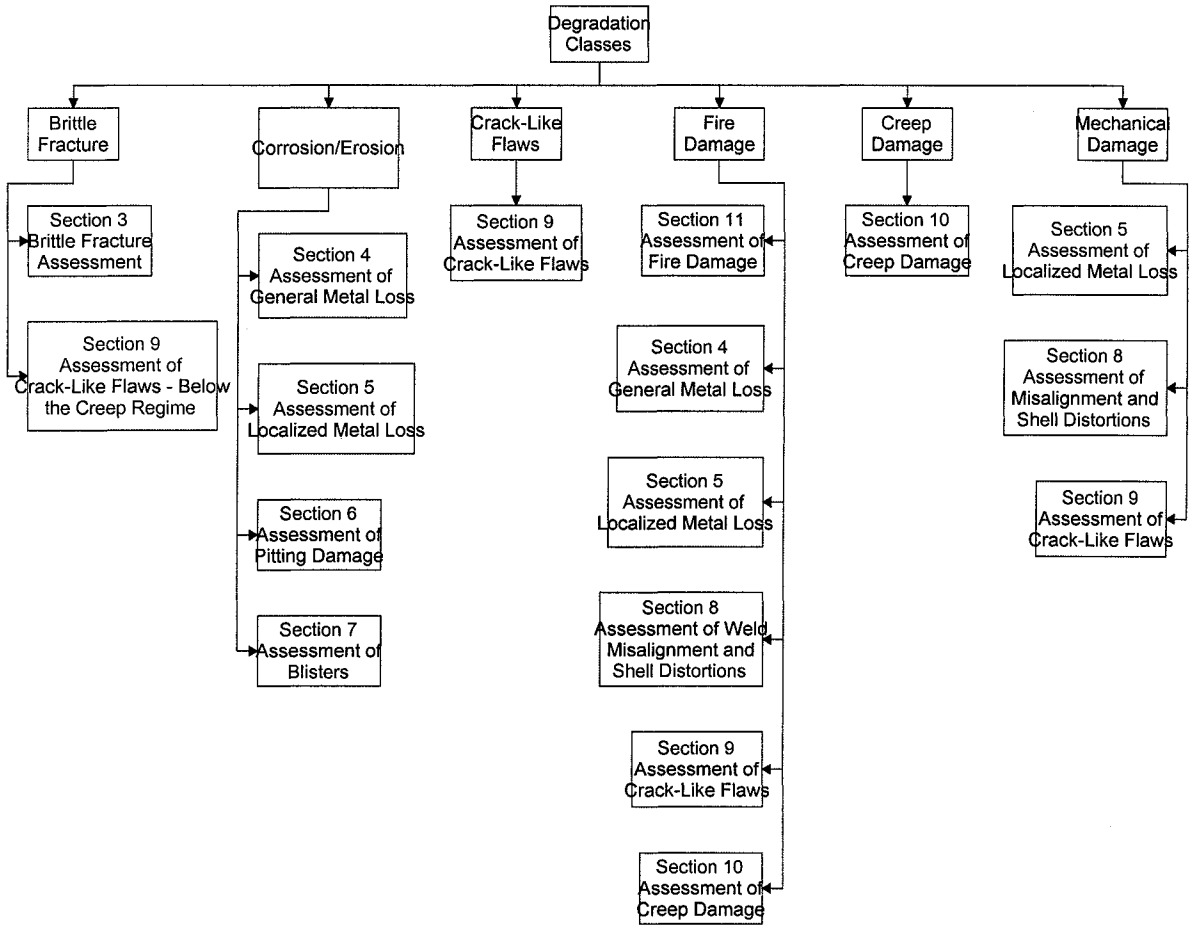 Degradation
Classes
Brittle
Fracture
Corrosion/Erosion
Crack-Like
Flaws
Fire
Damage
Creep
Damage
Mechanical
Damage
Section 3
Brittle Fracture
Assessment
Section 9
Assessment of
Crack-Like Flaws - Below
the Creep Regime
Section 4
Assessment of
General Metal Loss
Section 5
Assessment of
Localized Metal Loss
Section 6
Assessment of
Pitting Damage
Section 7
Assessment of
Blisters
Section 9
Assessment of
Crack-Like Flaws
Section 11
Assessment of
Fire Damage
Section 4
Assessment of
General Metal Loss
Section 5
Assessment of
Localized Metal Loss
Section 8
Assessment of Weld
Misalignment and
Shell Distortions
Section 9
Assessment of
Crack-Like Flaws
Section 10
Assessment of
Creep Damage
Section 10
Assessment of
Creep Damage
Section 5
Assessment of
Localized Metal Loss
Section 8
Assessment of
Misalignment and
Shell Distortions
Section 9
Assessment of
Crack-Like Flaws